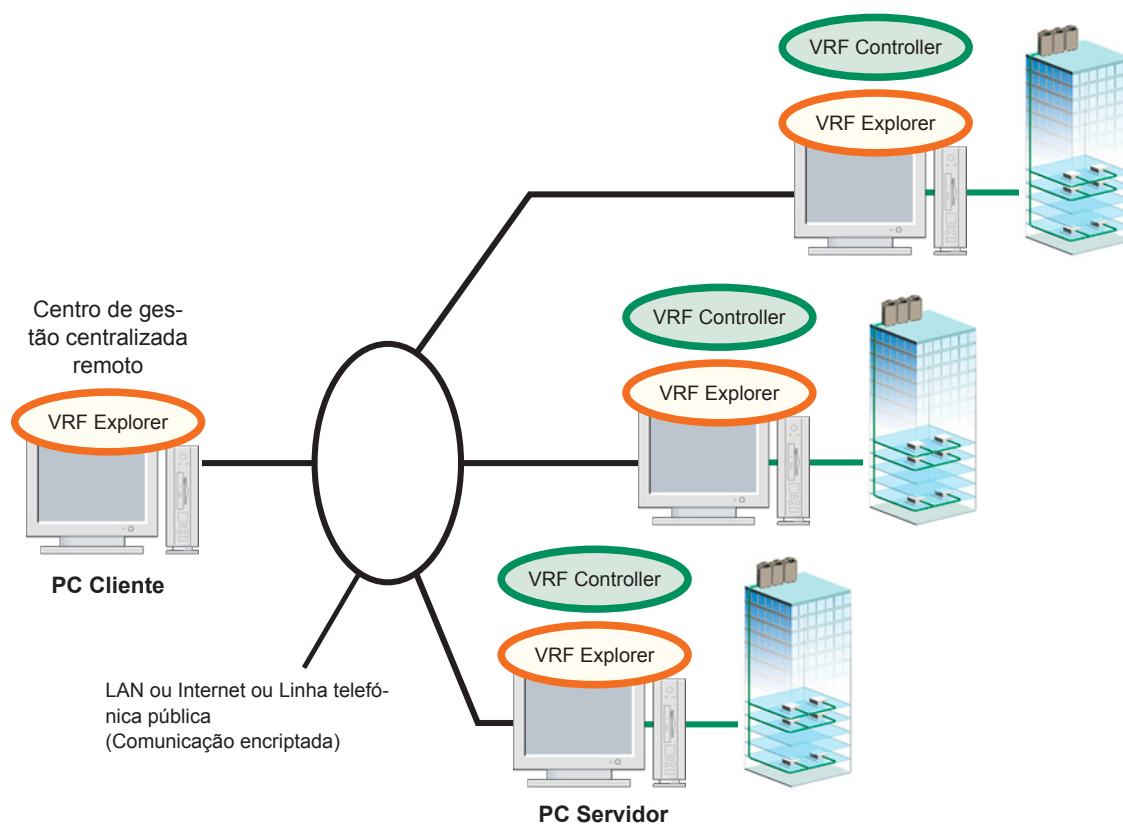 VRF Controller
VRF Explorer
Centro de ges-
tão centralizada
remoto
VRF Explorer
PC Cliente
VRF Controller
VRF Explorer
VRF Controller
VRF Explorer
LAN ou Internet ou Linha telefó-
nica pública
(Comunicação encriptada)
PC Servidor